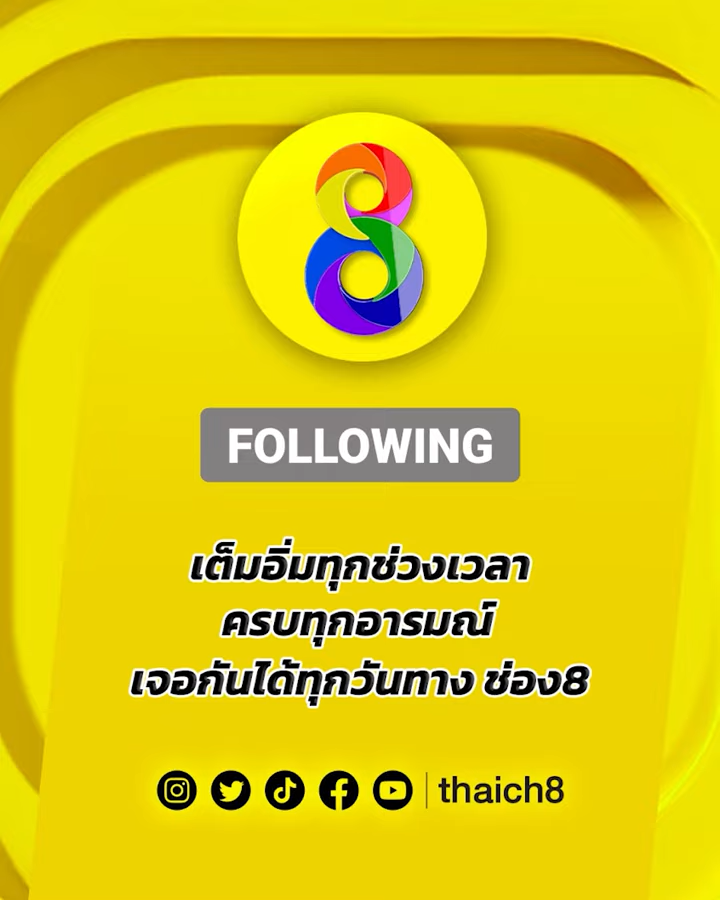 8
FOLLOWING
เต็มอิ่มทุกช่วงเวลา
ครบทุกอารมณ์
เจอกันได้ทุกวันทาง ช่อง8
thaich8